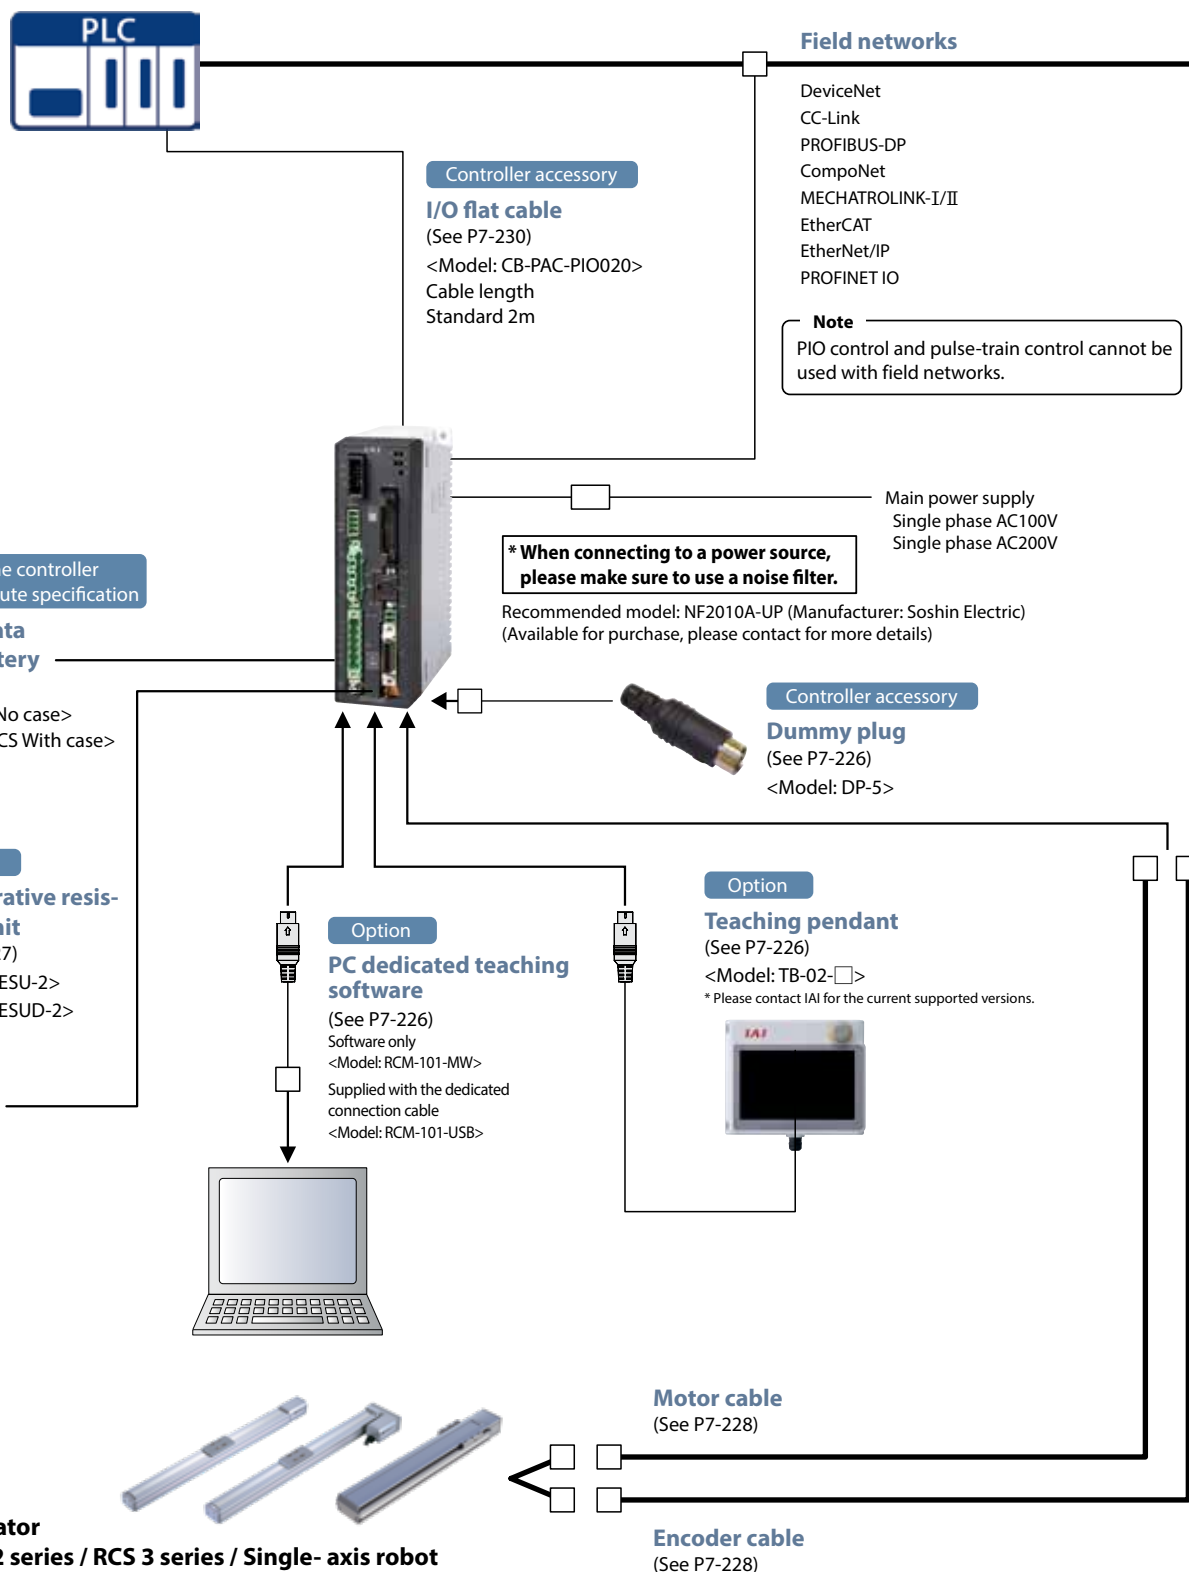 PLC
Field networks
DeviceNet
CC-Link
PROFIBUS-DP
CompoNet
MECHATROLINK-Ⅰ/Ⅱ
EtherCAT
EtherNet/IP
PROFINET IO
Note
PIO control and pulse-train control cannot be
used with field networks.
Controller accessory
I/O flat cable
(See P7-230)
<Model: CB-PAC-PIO020>
Cable length
Standard 2m
Main power supply
Single phase AC100V
Single phase AC200V
* When connecting to a power source,
please make sure to use a noise filter.
Recommended model: NF2010A-UP (Manufacturer: Soshin Electric)
(Available for purchase, please contact for more details)
e controller
ute specification
ata
tery
No case>
CS With case>
Controller accessory
Dummy plug
(See P7-226)
<Model: DP-5>
rative resis-
nit
27)
ESU-2>
ESUD-2>
Option
PC dedicated teaching
software
(See P7-226)
Software only
<Model: RCM-101-MW>
Supplied with the dedicated
connection cable
<Model: RCM-101-USB>
Option
Teaching pendant
(See P7-226)
<Model: TB-02-□>
* Please contact IAI for the current supported versions.
IAI
Motor cable
(See P7-228)
Encoder cable
(See P7-228)
ator
2 series / RCS 3 series / Single- axis robot